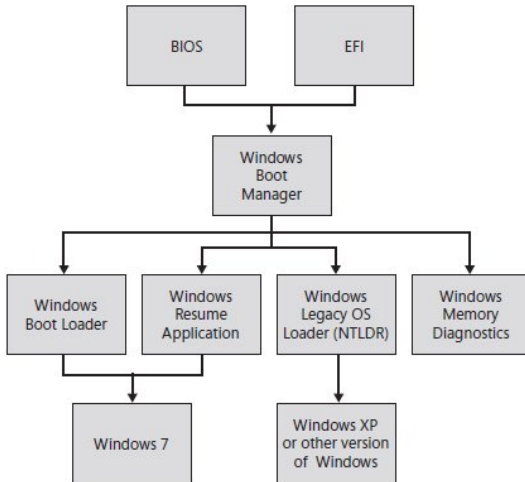 BIOS
EFI
Windows
Boot
Manager
Windows
Boot Loader
Windows
Resume
Application
Windows
Legacy OS
Loader (NTLDR)
Windows
Memory
Diagnostics
Windows 7
Windows XP
or other version
of Windows